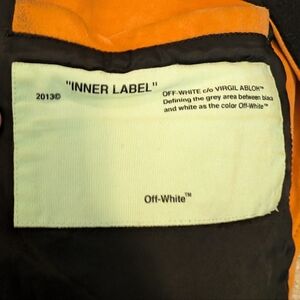 "INNER LABEL"
2013©
OFF-WHITE c/o VIRGIL ABLOH™
Defining the grey area between black
and white as the color Off-White™
Off-White™